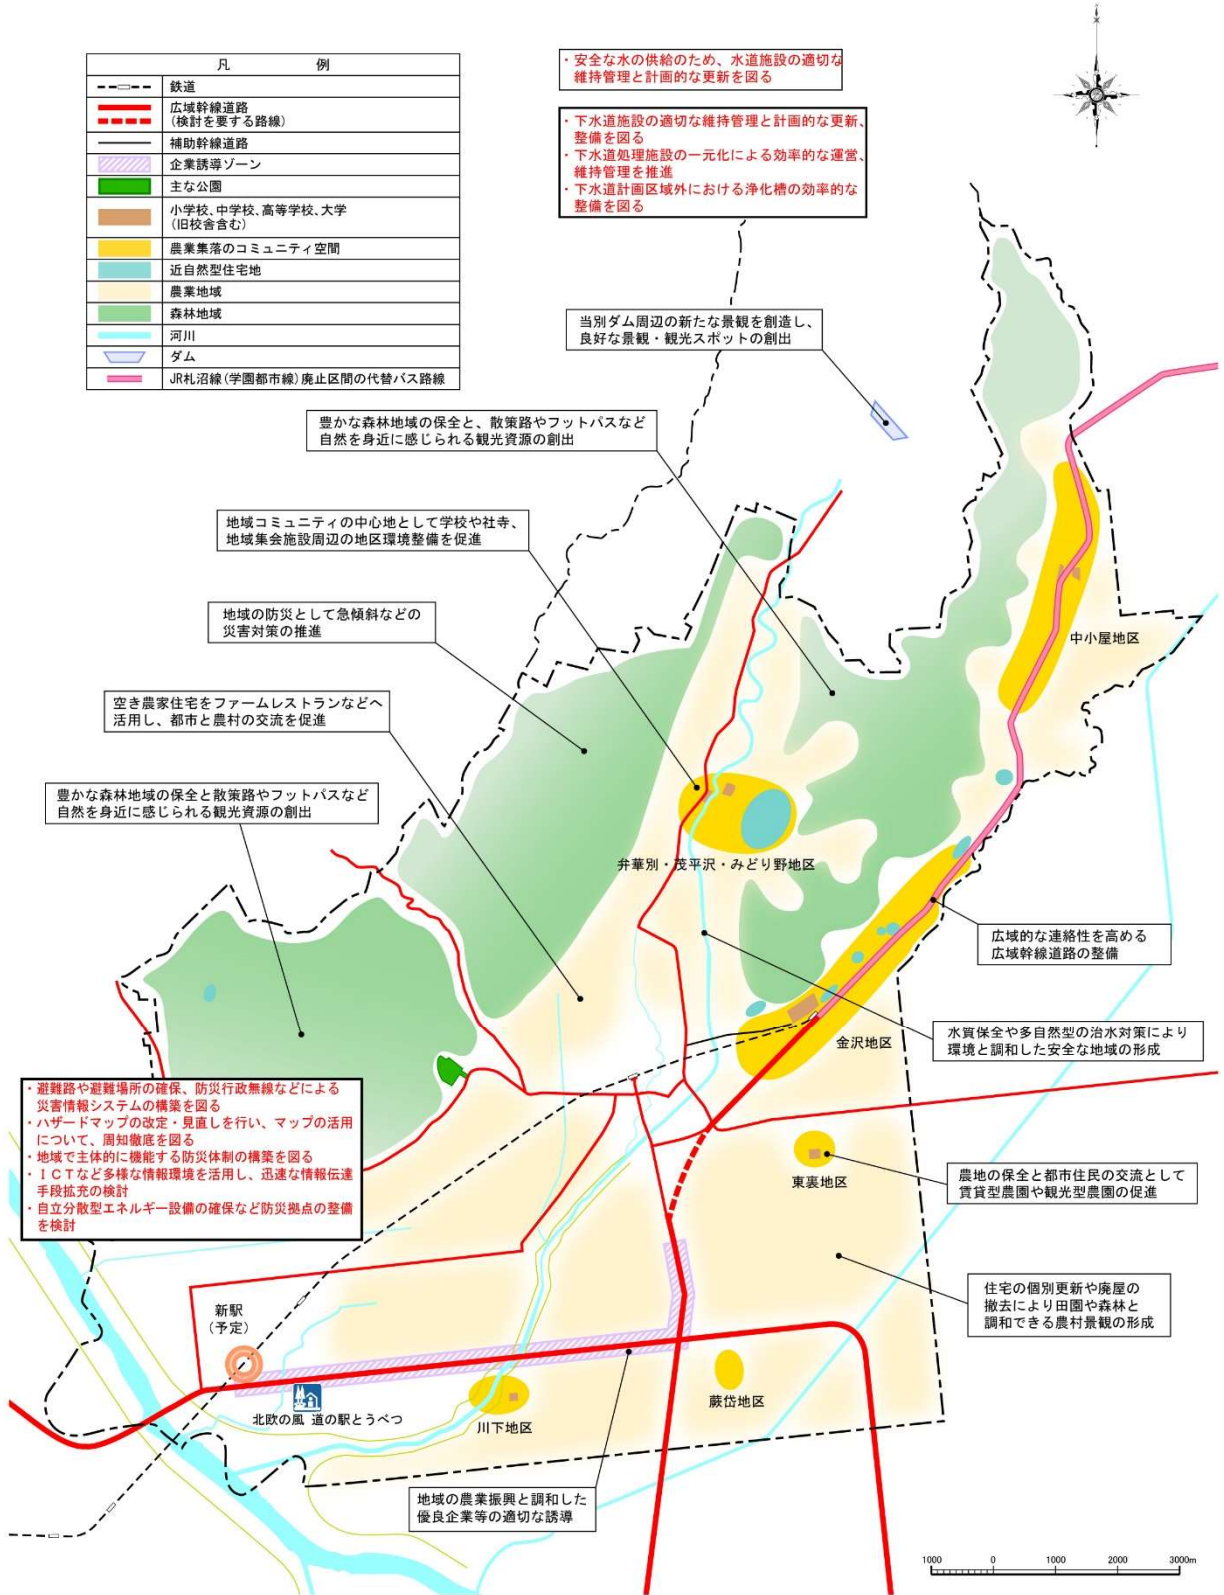 凡　　　例
鉄道
広域幹線道路
(検討を要する路線)
補助幹線道路
企業誘導ゾーン
主な公園
小学校、中学校、高等学校、大学
(旧校舎含む)
農業集落のコミュニティ空間
近自然型住宅地
農業地域
森林地域
河川
ダム
JR札沼線(学園都市線)廃止区間の代替バス路線
・安全な水の供給のため、水道施設の適切な
維持管理と計画的な更新を図る
・下水道施設の適切な維持管理と計画的な更新、
整備を図る
・下水道処理施設の一元化による効率的な運営、
維持管理を推進
・下水道計画区域外における浄化槽の効率的な
整備を図る
当別ダム周辺の新たな景観を創造し、
良好な景観・観光スポットの創出
豊かな森林地域の保全と、散策路やフットパスなど
自然を身近に感じられる観光資源の創出
地域コミュニティの中心地として学校や社寺、
地域集会施設周辺の地区環境整備を促進
地域の防災として急傾斜などの
災害対策の推進
中小屋地区
空き農家住宅をファームレストランなどへ
活用し、都市と農村の交流を促進
豊かな森林地域の保全と散策路やフットパスなど
自然を身近に感じられる観光資源の創出
弁華別・茂平沢・みどり野地区
広域的な連絡性を高める
広域幹線道路の整備
金沢地区
水質保全や多自然型の治水対策により
環境と調和した安全な地域の形成
・避難路や避難場所の確保、防災行政無線などによる
災害情報システムの構築を図る
・ハザードマップの改定・見直しを行い、マップの活用
について、周知徹底を図る
・地域で主体的に機能する防災体制の構築を図る
・ＩＣＴなど多様な情報環境を活用し、迅速な情報伝達
手段拡充の検討
・自立分散型エネルギー設備の確保など防災拠点の整備
を検討
東裏地区
農地の保全と都市住民の交流として
賃貸型農園や観光型農園の促進
住宅の個別更新や廃屋の
撤去により田園や森林と
調和できる農村景観の形成
新駅
(予定)
北欧の風 道の駅とうべつ
川下地区
蕨岱地区
地域の農業振興と調和した
優良企業等の適切な誘導
1000 0 1000 2000 3000m